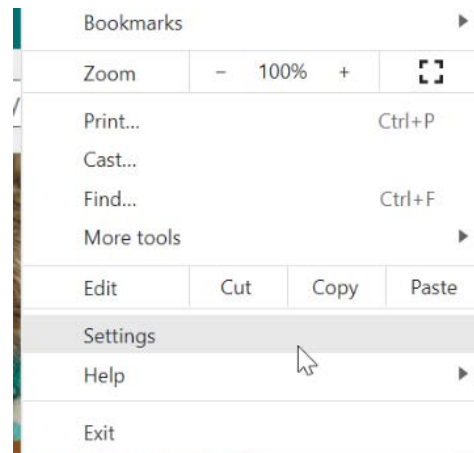 Bookmarks
Zoom - 100% +
Print... Ctrl+P
Cast...
Find... Ctrl+F
More tools
Edit Cut Copy Paste
Settings
Help
Exit